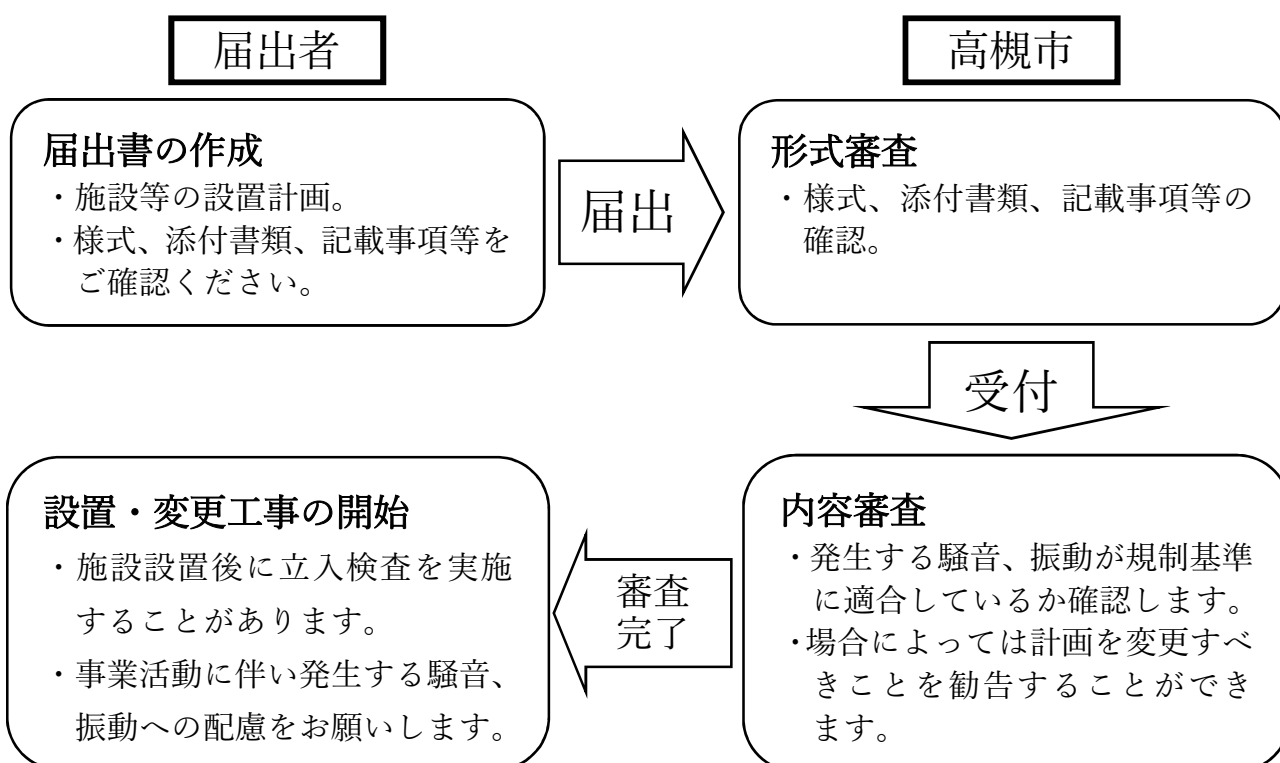 届出者
高槻市
届出書の作成
・施設等の設置計画。
・様式、添付書類、記載事項等を
ご確認ください。
届出
形式審査
・様式、添付書類、記載事項等の
確認。
受付
内容審査
・発生する騒音、振動が規制基準
に適合しているか確認します。
・場合によっては計画を変更すべ
きことを勧告することができ
ます。
審査
完了
設置・変更工事の開始
・施設設置後に立入検査を実施
することがあります。
・事業活動に伴い発生する騒音、
振動への配慮をお願いします。